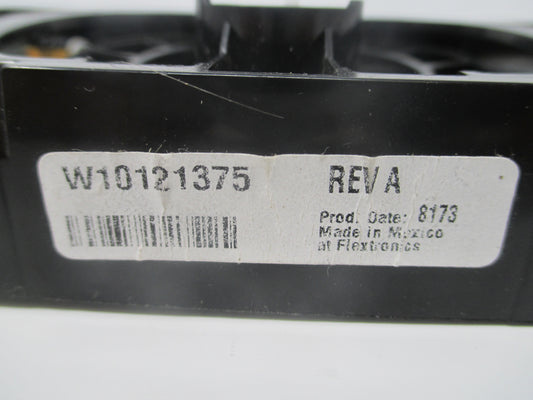 W10121375 REV A
Prod. Date: 8173
Made in Mexico
at Flextronics